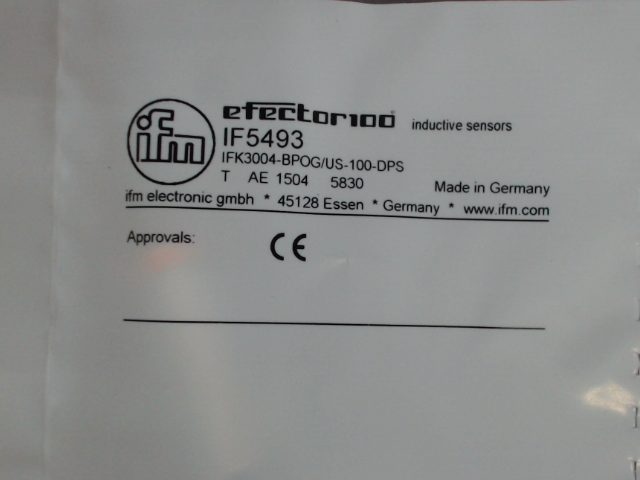 ifm
efector100® inductive sensors
IF5493
IFK3004-BPOG/US-100-DPS
T AE 1504 5830 Made in Germany
ifm electronic gmbh * 45128 Essen * Germany * www.ifm.com
Approvals: CE